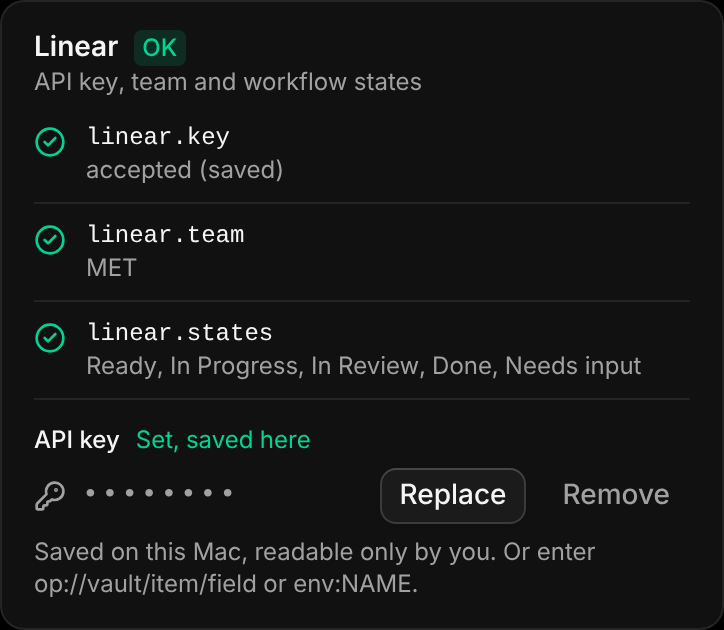 Linear OK
API key, team and workflow states
linear.key
accepted (saved)
linear.team
MET
linear.states
Ready, In Progress, In Review, Done, Needs input
API key Set, saved here
•••••••• Replace Remove
Saved on this Mac, readable only by you. Or enter
op://vault/item/field or env:NAME.